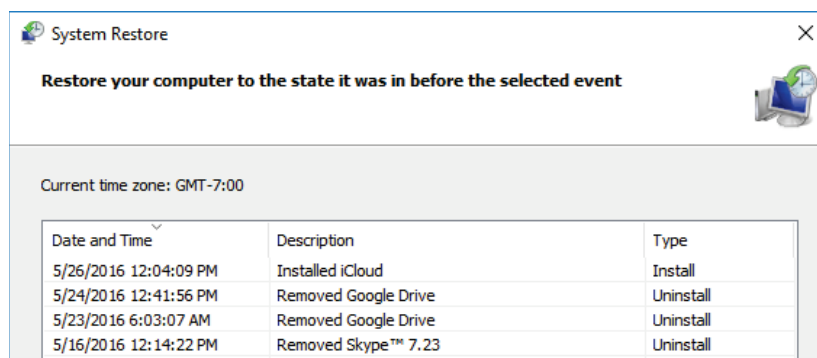 System Restore
Restore your computer to the state it was in before the selected event
Current time zone: GMT-7:00
Date and Time Description Type
5/26/2016 12:04:09 PM Installed iCloud Install
5/24/2016 12:41:56 PM Removed Google Drive Uninstall
5/23/2016 6:03:07 AM Removed Google Drive Uninstall
5/16/2016 12:14:22 PM Removed Skype™ 7.23 Uninstall